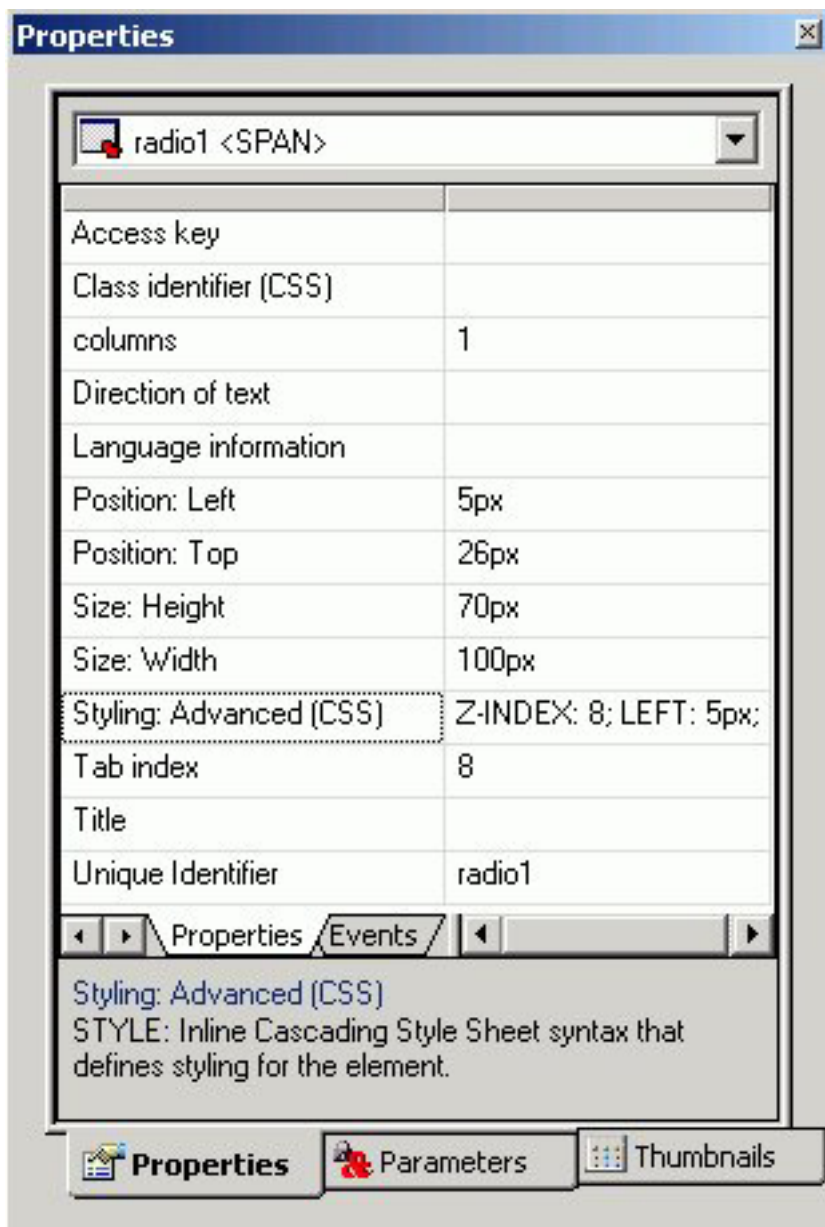 Properties
radio1 <SPAN>
Access key
Class identifier (CSS)
columns 1
Direction of text
Language information
Position: Left 5px
Position: Top 26px
Size: Height 70px
Size: Width 100px
Styling: Advanced (CSS) Z-INDEX: 8; LEFT: 5px;
Tab index 8
Title
Unique Identifier radio1
Properties Events
Styling: Advanced (CSS)
STYLE: Inline Cascading Style Sheet syntax that
defines styling for the element.
Properties Parameters Thumbnails